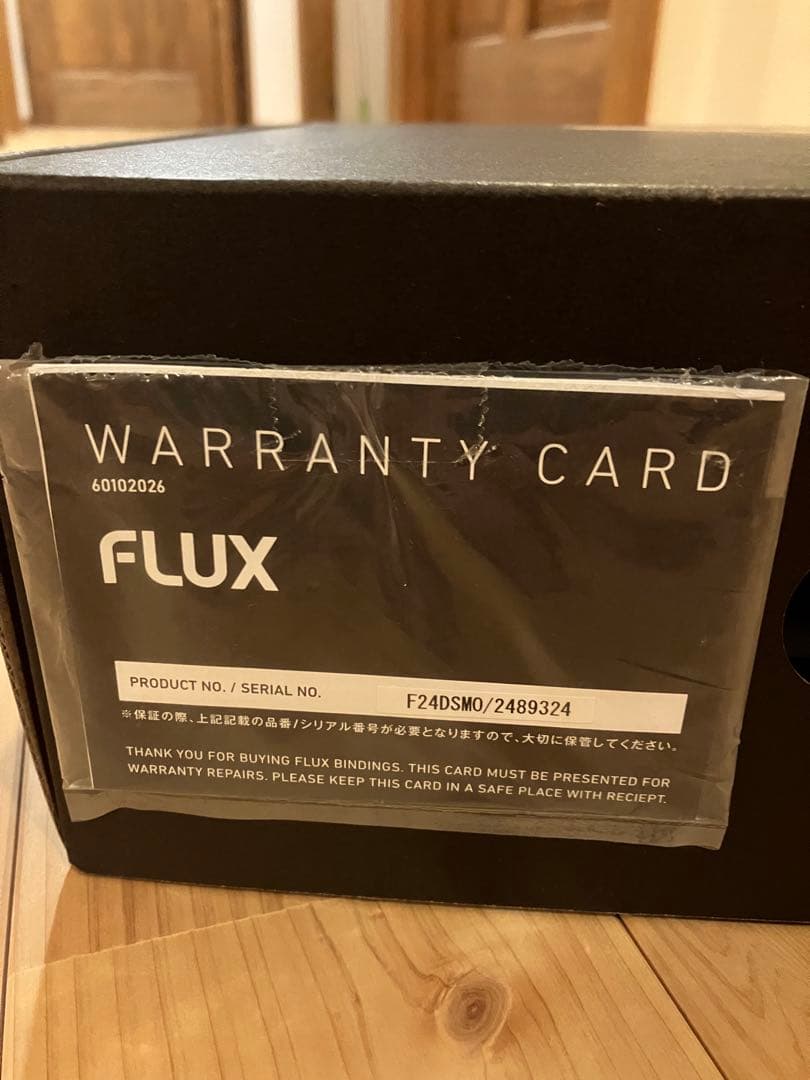 WARRANTY CARD
60102026
FLUX
PRODUCT NO. / SERIAL NO. F24DSMO/2489324
※保証の際、上記記載の品番/シリアル番号が必要となりますので、大切に保管してください。
THANK YOU FOR BUYING FLUX BINDINGS. THIS CARD MUST BE PRESENTED FOR
WARRANTY REPAIRS. PLEASE KEEP THIS CARD IN A SAFE PLACE WITH RECIEPT.